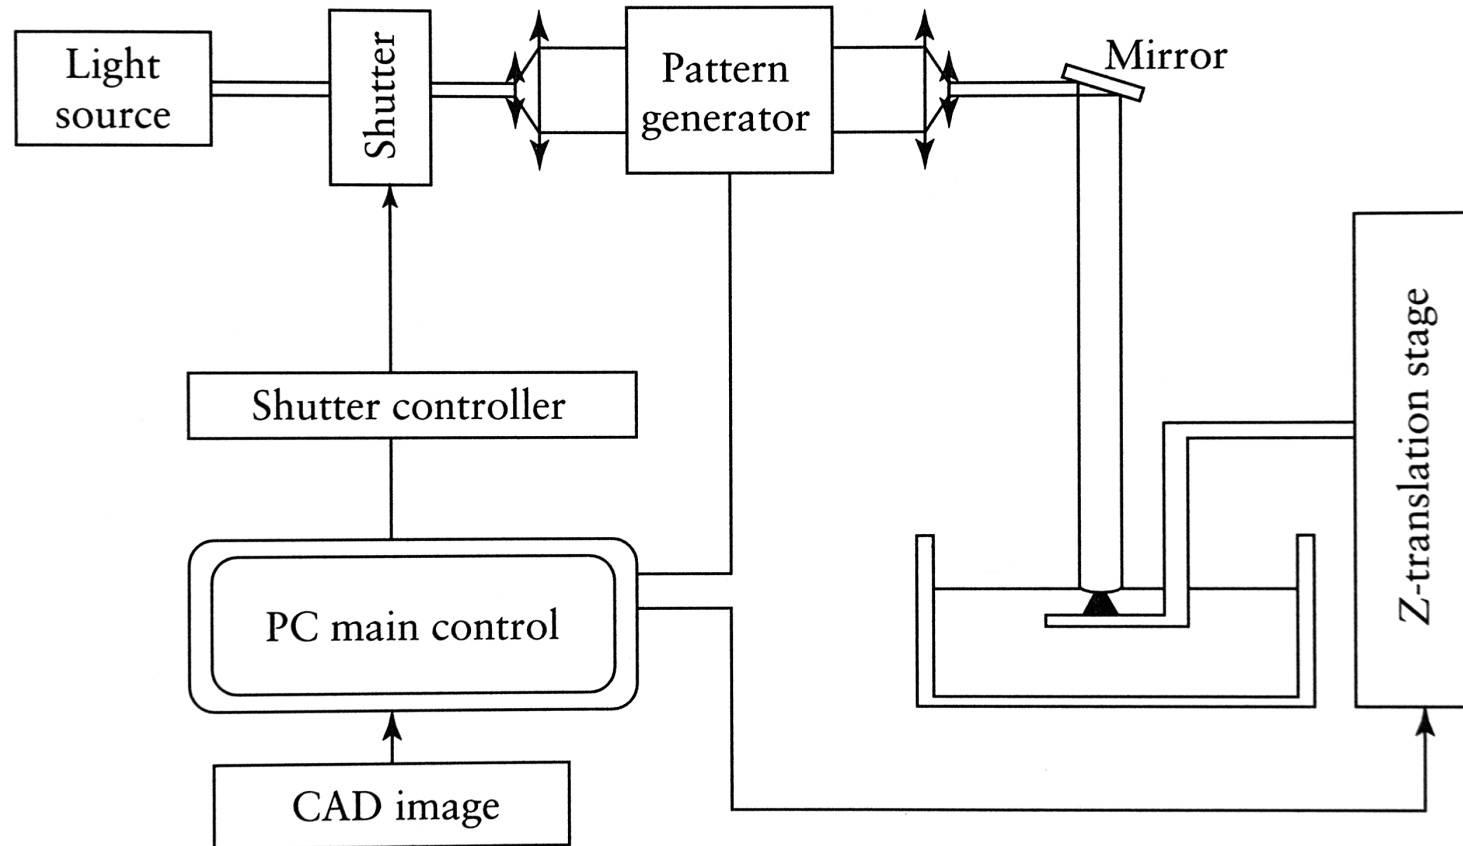 Light
source
Shutter
Pattern
generator
Mirror
Shutter controller
Z-translation stage
PC main control
CAD image